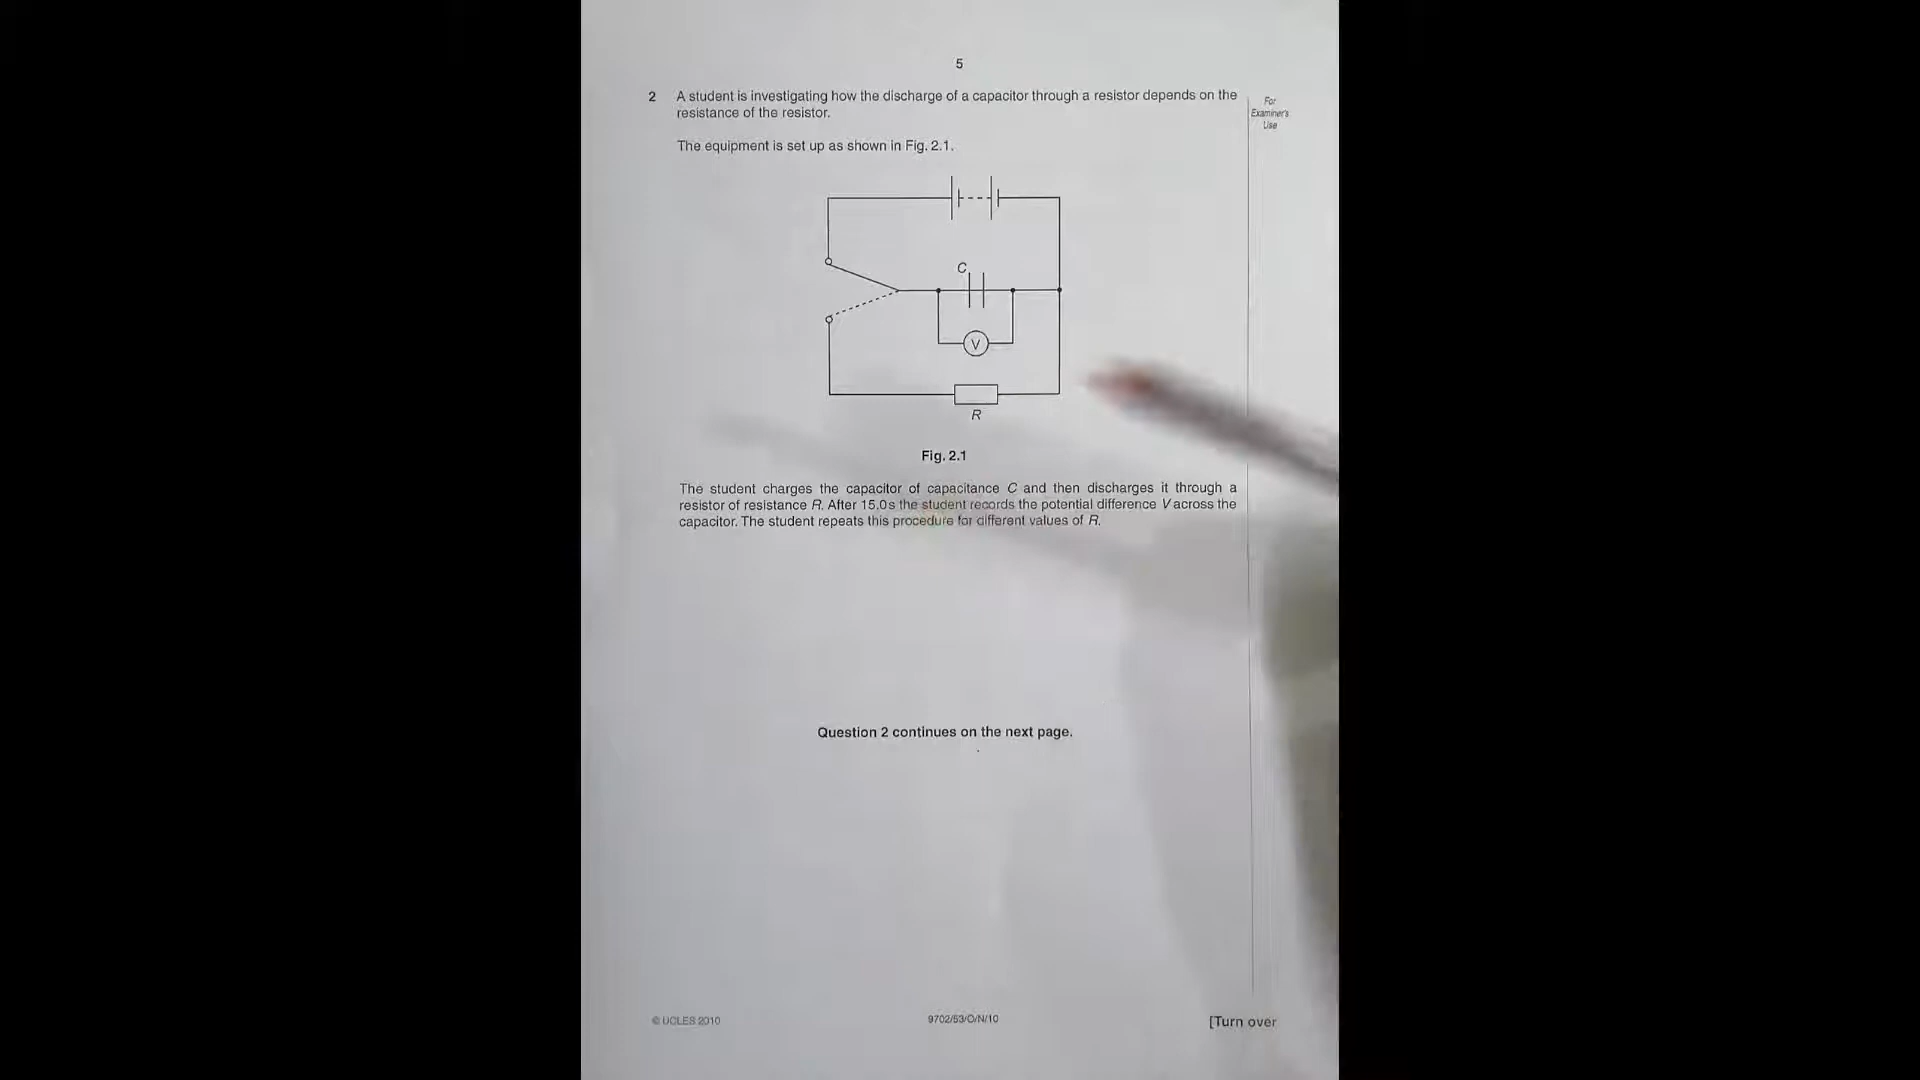 5
2 A student is investigating how the discharge of a capacitor through a resistor depends on the
resistance of the resistor.
For
Examiner's
Use
The equipment is set up as shown in Fig. 2.1.
C
V
R
Fig. 2.1
The student charges the capacitor of capacitance C and then discharges it through a
resistor of resistance R. After 15.0 s the student records the potential difference V across the
capacitor. The student repeats this procedure for different values of R.
Question 2 continues on the next page.
© UCLES 2010
9702/53/O/N/10
[Turn over